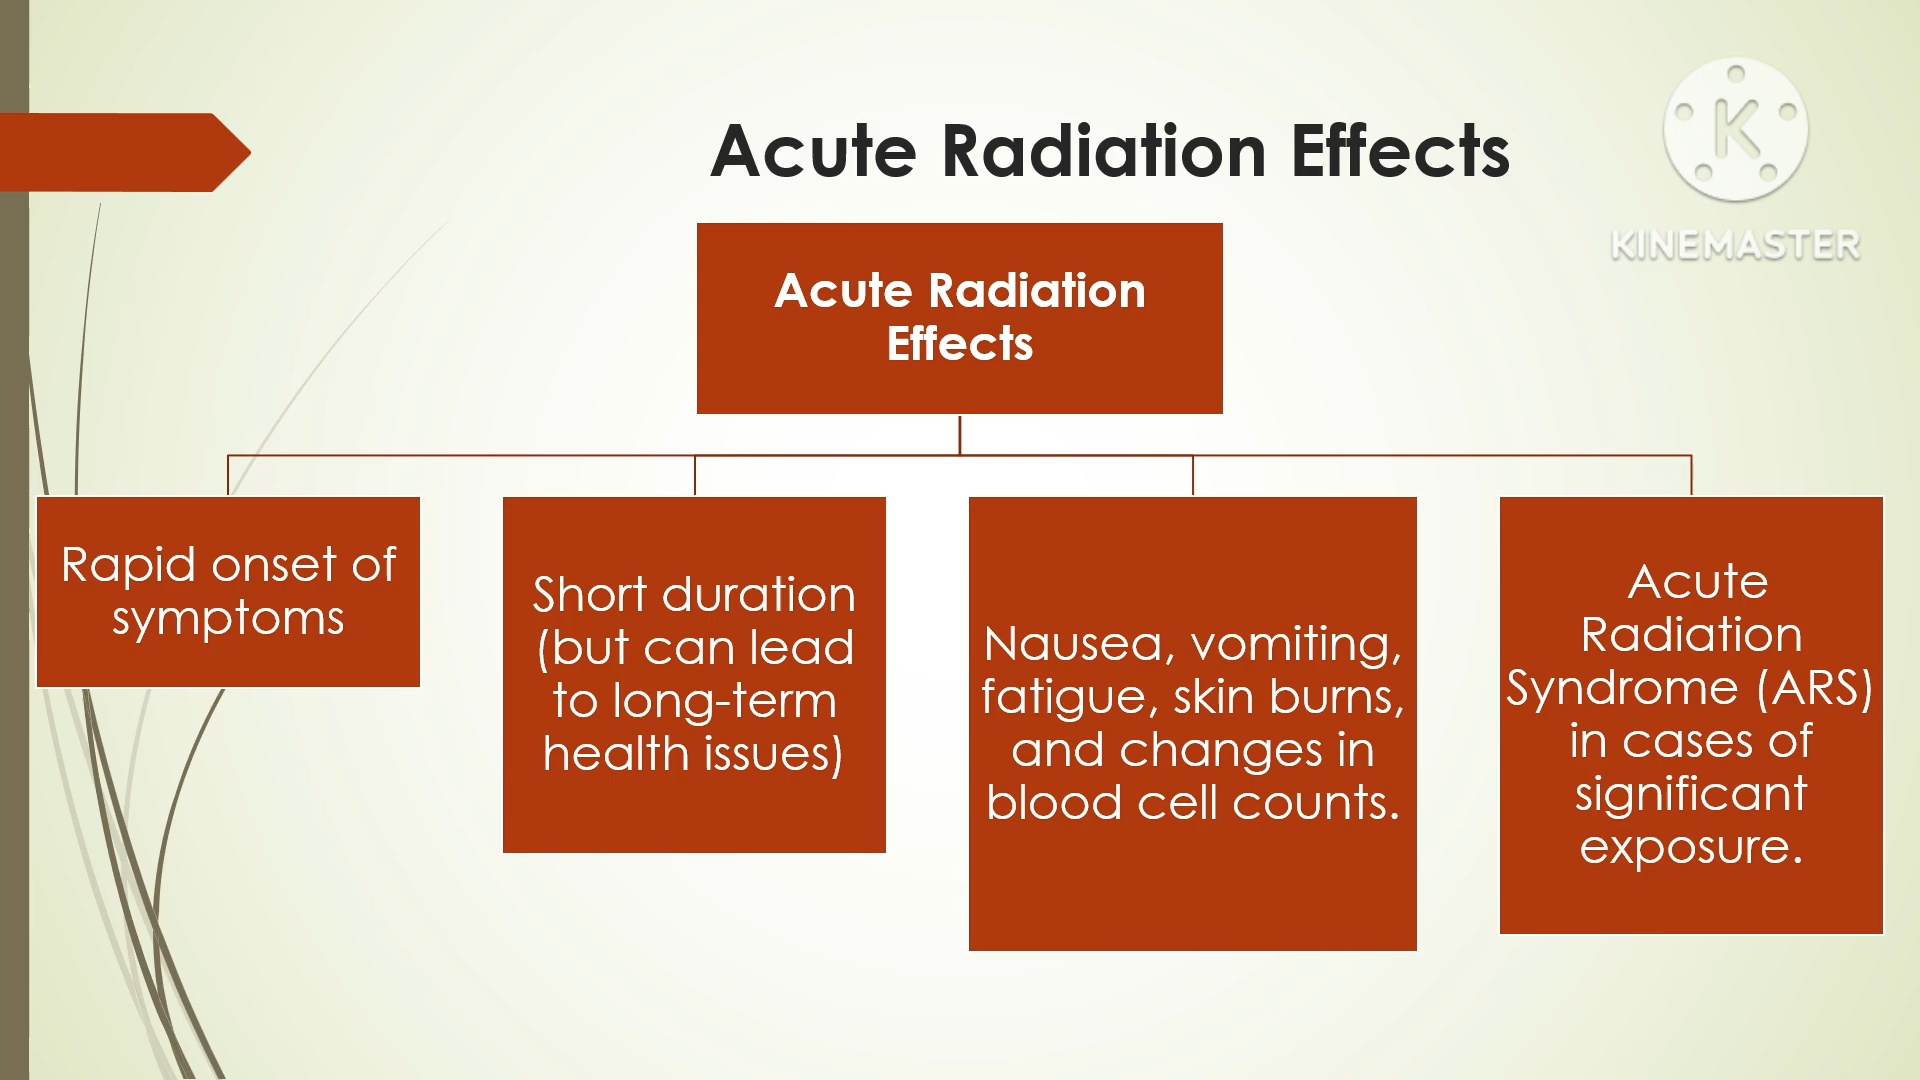 Acute Radiation Effects
K
KINEMASTER
Acute Radiation
Effects
Rapid onset of
symptoms
Short duration
(but can lead
to long-term
health issues)
Nausea, vomiting,
fatigue, skin burns,
and changes in
blood cell counts.
Acute
Radiation
Syndrome (ARS)
in cases of
significant
exposure.